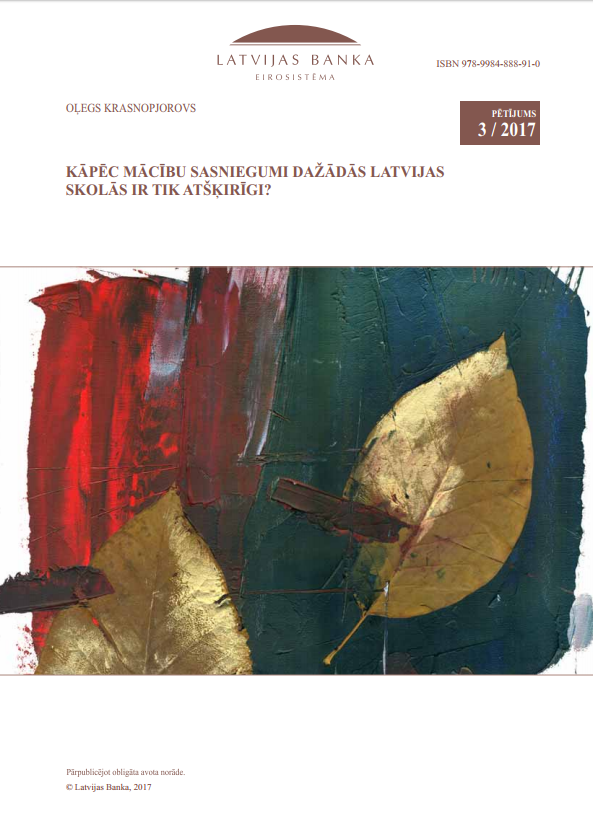 LATVIJAS BANKA
EIROSISTĒMA
ISBN 978-9984-888-91-0
OĻEGS KRASNOPJOROVS
PĒTĪJUMS
3 / 2017
KĀPĒC MĀCĪBU SASNIEGUMI DAŽĀDĀS LATVIJAS
SKOLĀS IR TIK ATŠĶIRĪGI?
Pārpublicējot obligāta avota norāde.
© Latvijas Banka, 2017